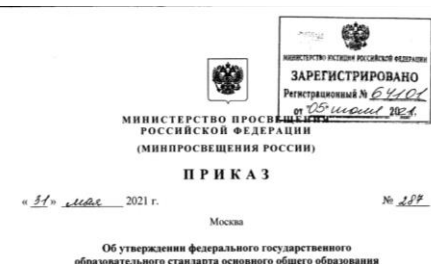 МИНИСТЕРСТВО ЮСТИЦИИ РОССИЙСКОЙ ФЕДЕРАЦИИ
ЗАРЕГИСТРИРОВАНО
Регистрационный № 64101
от "05" июля 2021.
МИНИСТЕРСТВО ПРОСВЕЩЕНИЯ
РОССИЙСКОЙ ФЕДЕРАЦИИ
(МИНПРОСВЕЩЕНИЯ РОССИИ)
ПРИКАЗ
« 31 » мая 2021 г.
№ 287
Москва
Об утверждении федерального государственного
образовательного стандарта основного общего образования